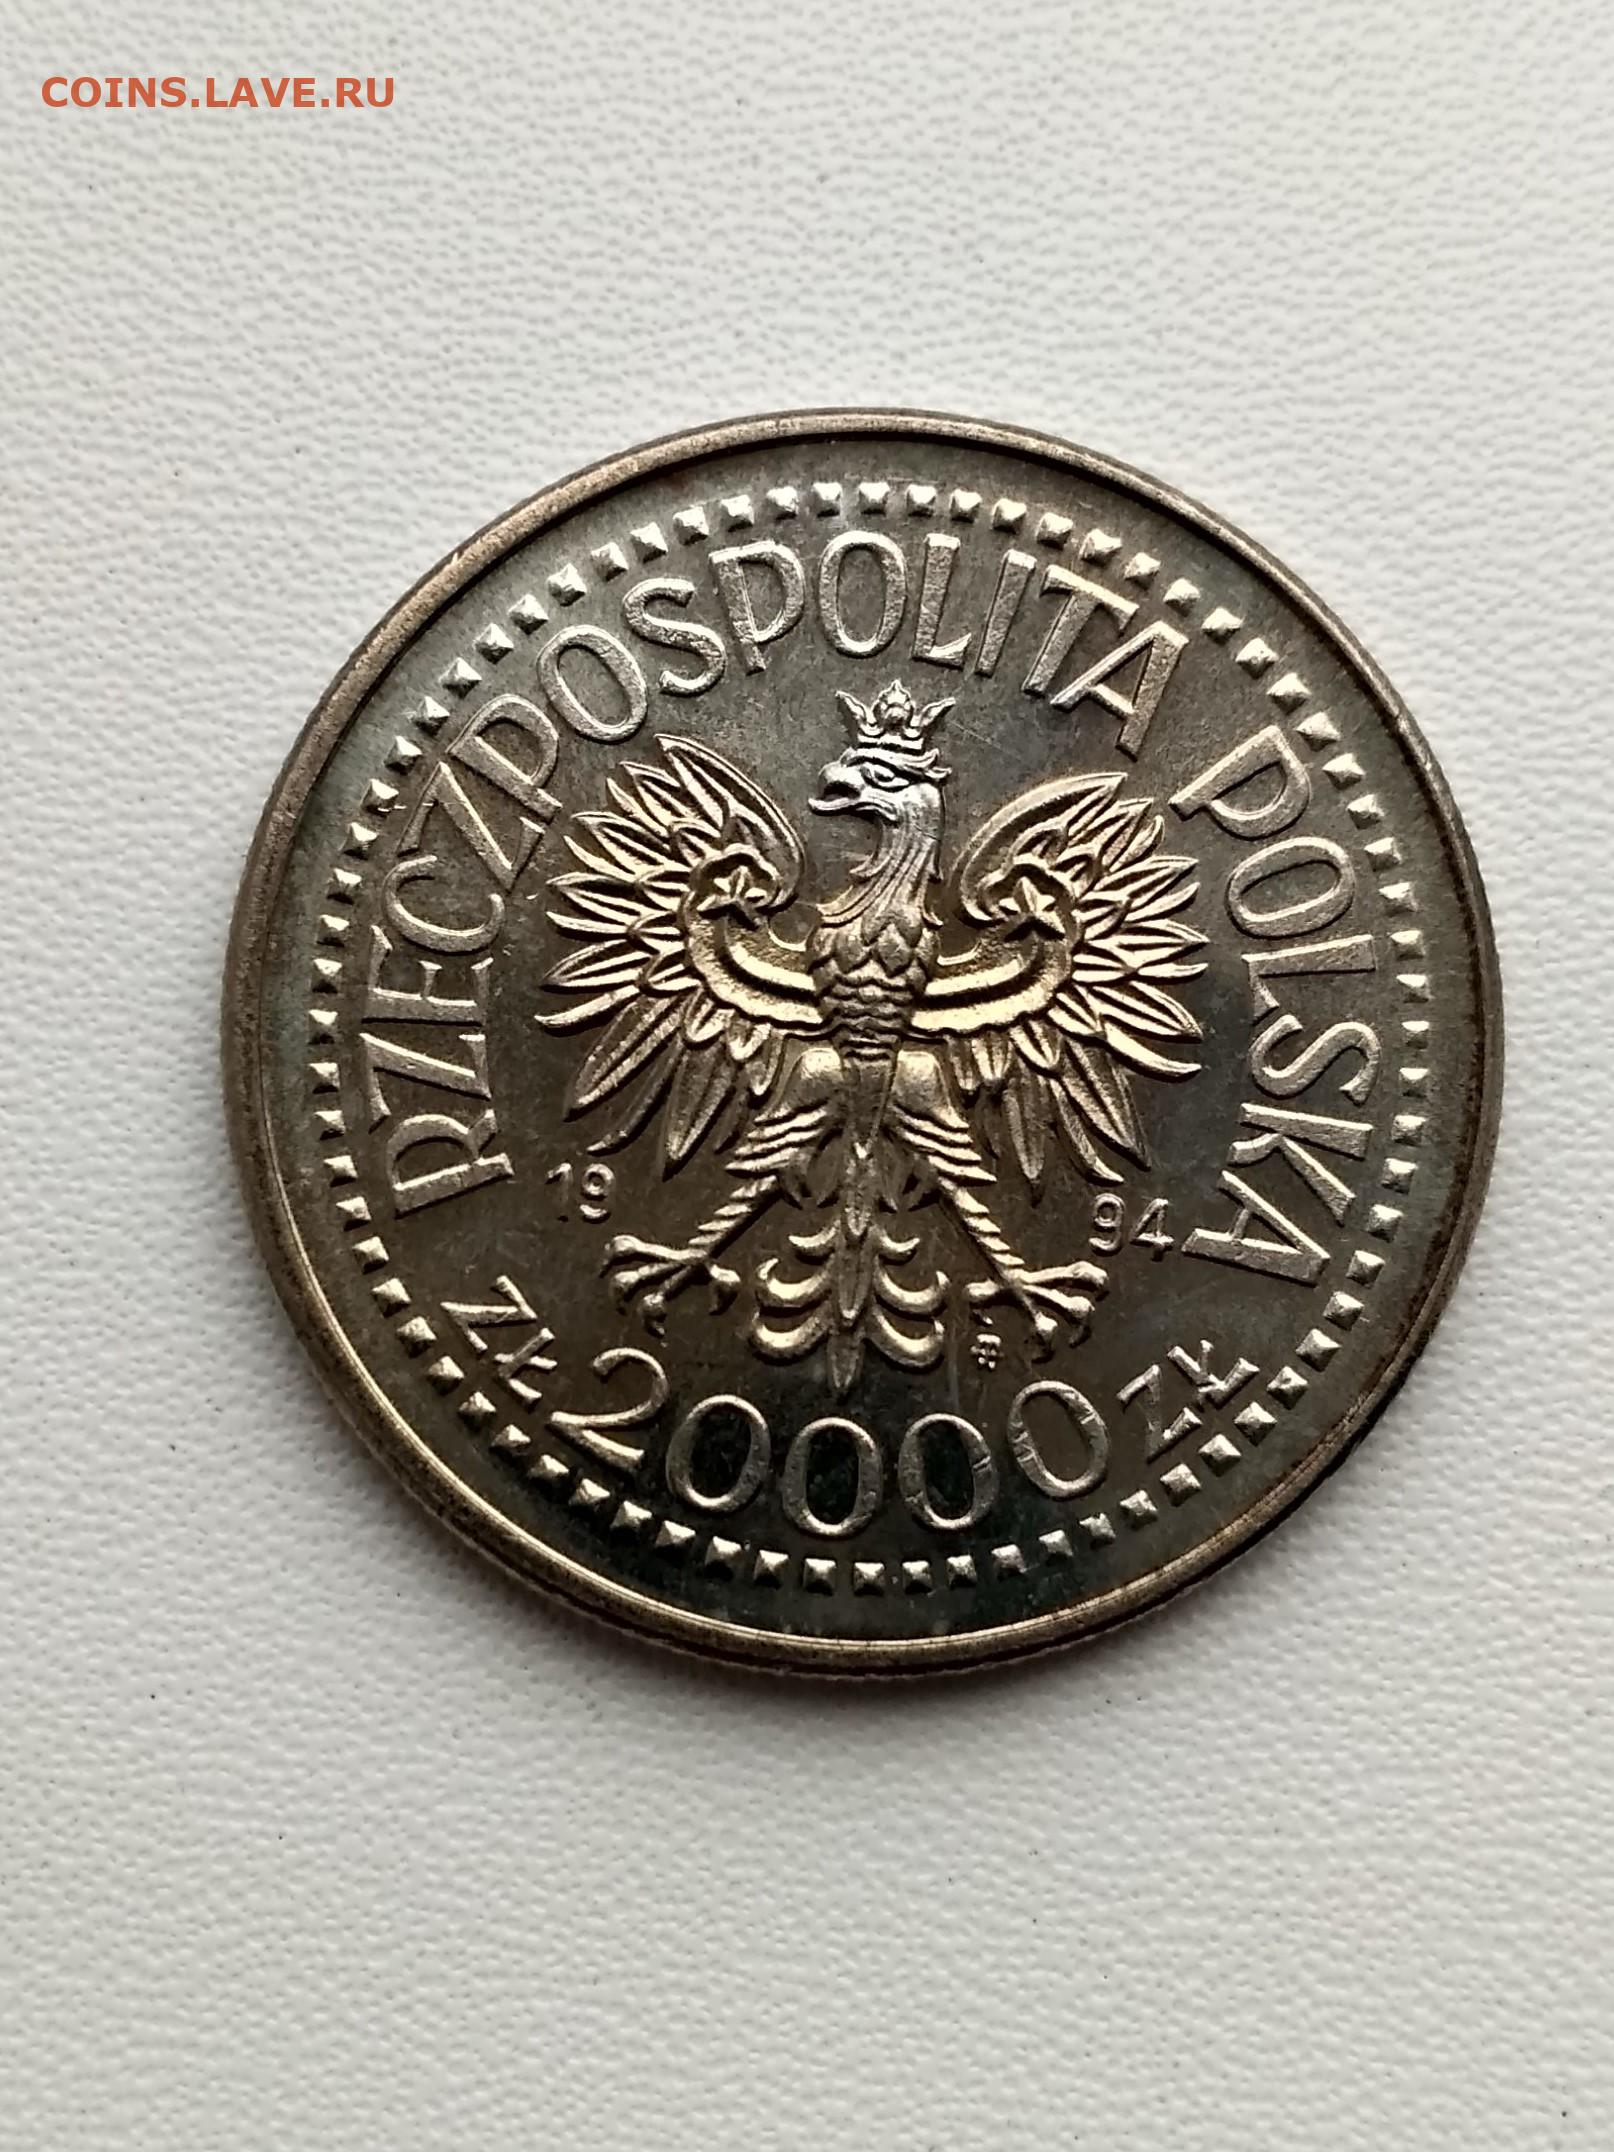 COINS.LAVE.RU
RZECZPOSPOLITA POLSKA
19 94
ZŁ 20000 ZŁ